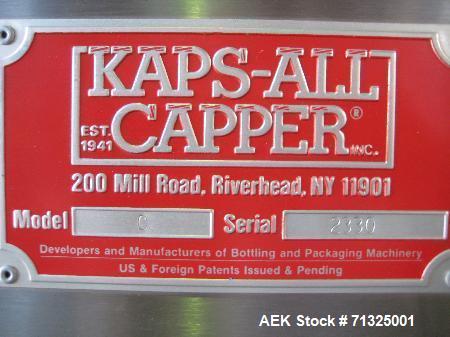 KAPS-ALL
EST. 1941 CAPPER® INC.
200 Mill Road, Riverhead, NY 11901
Model C Serial 2330
Developers and Manufacturers of Bottling and Packaging Machinery
US & Foreign Patents Issued & Pending
AEK Stock # 71325001